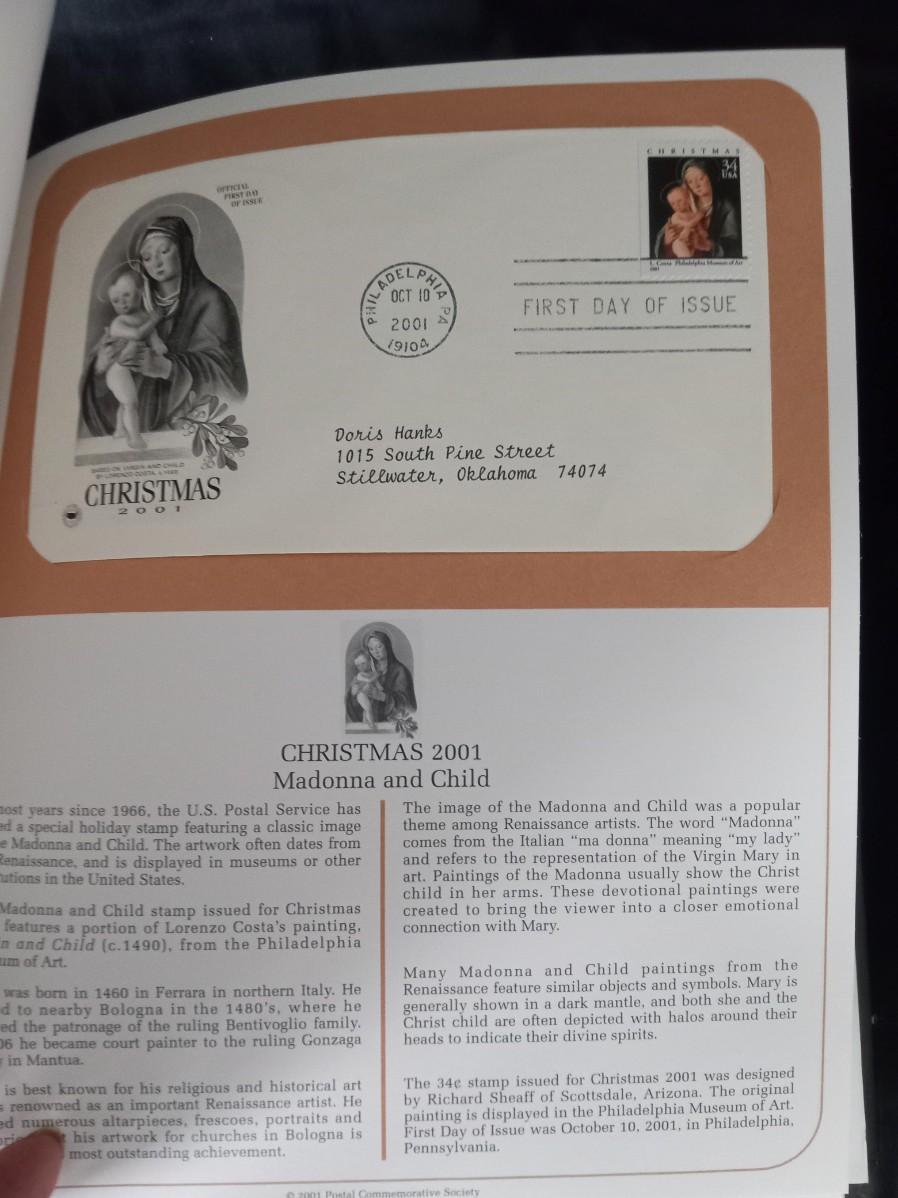 OFFICIAL
FIRST DAY
OF ISSUE
CHRISTMAS
34
USA
L. Costa Philadelphia Museum of Art
2001
PHILADELPHIA PA
OCT 10
2001
19104
FIRST DAY OF ISSUE
Doris Hanks
1015 South Pine Street
Stillwater, Oklahoma 74074
BASED ON VIRGIN AND CHILD
BY LORENZO COSTA,
CHRISTMAS
2001
CHRISTMAS 2001
Madonna and Child
most years since 1966, the U.S. Postal Service has
a special holiday stamp featuring a classic image
Madonna and Child. The artwork often dates from
Renaissance, and is displayed in museums or other
utions in the United States.
Madonna and Child stamp issued for Christmas
features a portion of Lorenzo Costa's painting,
and Child (c.1490), from the Philadelphia
um of Art.
was born in 1460 in Ferrara in northern Italy. He
d to nearby Bologna in the 1480's, where he
ed the patronage of the ruling Bentivoglio family.
06 he became court painter to the ruling Gonzaga
in Mantua.
is best known for his religious and historical art
renowned as an important Renaissance artist. He
ed numerous altarpieces, frescoes, portraits and
his artwork for churches in Bologna is
most outstanding achievement.
The image of the Madonna and Child was a popular
theme among Renaissance artists. The word “Madonna”
comes from the Italian “ma donna” meaning “my lady”
and refers to the representation of the Virgin Mary in
art. Paintings of the Madonna usually show the Christ
child in her arms. These devotional paintings were
created to bring the viewer into a closer emotional
connection with Mary.
Many Madonna and Child paintings from the
Renaissance feature similar objects and symbols. Mary is
generally shown in a dark mantle, and both she and the
Christ child are often depicted with halos around their
heads to indicate their divine spirits.
The 34¢ stamp issued for Christmas 2001 was designed
by Richard Sheaff of Scottsdale, Arizona. The original
painting is displayed in the Philadelphia Museum of Art.
First Day of Issue was October 10, 2001, in Philadelphia,
Pennsylvania.
© 2001 Postal Commemorative Society